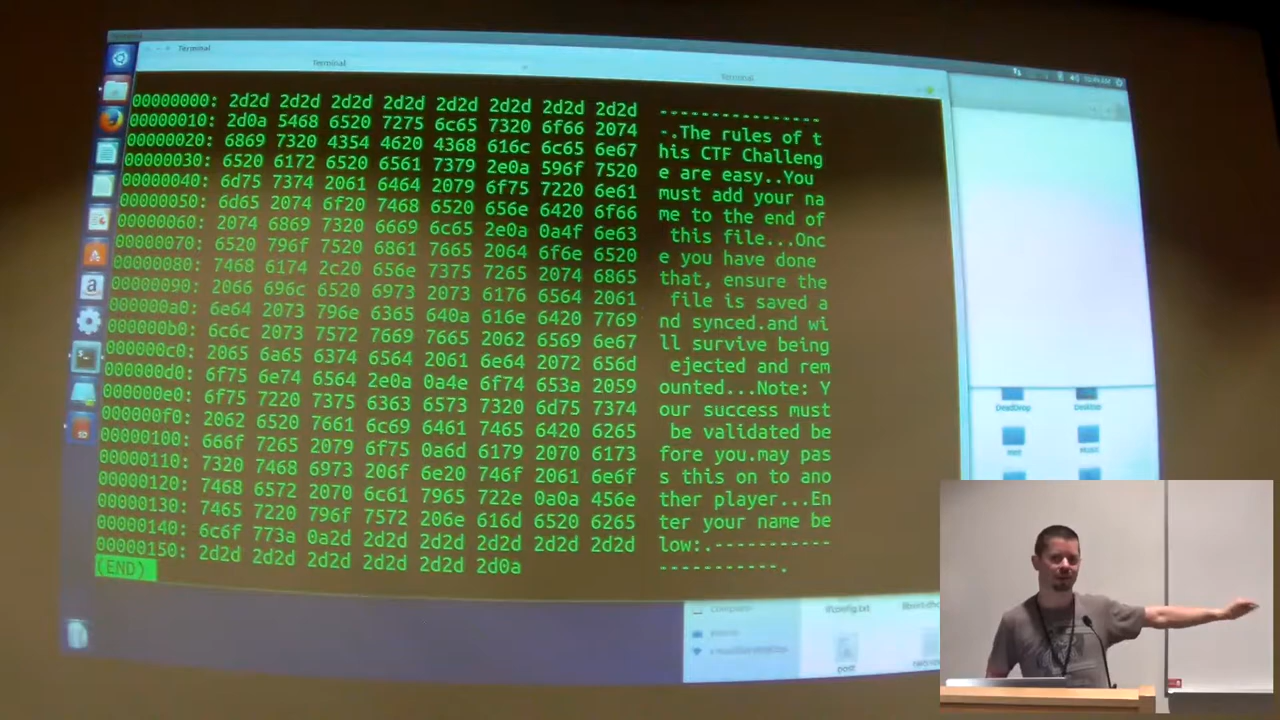 Terminal
Terminal
Terminal
00000000: 2d2d 2d2d 2d2d 2d2d 2d2d 2d2d 2d2d 2d2d ----------------
00000010: 2d0a 5468 6520 7275 6c65 7320 6f66 2074 -.The rules of t
00000020: 6869 7320 4354 4620 4368 616c 6c65 6e67 his CTF Challeng
00000030: 6520 6172 6520 6561 7379 2e0a 596f 7520 e are easy..You
00000040: 6d75 7374 2061 6464 2079 6f75 7220 6e61 must add your na
00000050: 6d65 2074 6f20 7468 6520 656e 6420 6f66 me to the end of
00000060: 2074 6869 7320 6669 6c65 2e0a 0a4f 6e63 this file...Onc
00000070: 6520 796f 7520 6861 7665 2064 6f6e 6520 e you have done
00000080: 7468 6174 2c20 656e 7375 7265 2074 6865 that, ensure the
00000090: 2066 696c 6520 6973 2073 6176 6564 2061 file is saved a
000000a0: 6e64 2073 796e 6365 640a 616e 6420 7769 nd synced.and wi
000000b0: 6c6c 2073 7572 7669 7665 2062 6569 6e67 ll survive being
000000c0: 2065 6a65 6374 6564 2061 6e64 2072 656d ejected and rem
000000d0: 6f75 6e74 6564 2e0a 0a4e 6f74 653a 2059 ounted...Note: Y
000000e0: 6f75 7220 7375 6363 6573 7320 6d75 7374 our success must
000000f0: 2062 6520 7661 6c69 6461 7465 6420 6265 be validated be
00000100: 666f 7265 2079 6f75 0a6d 6179 2070 6173 fore you.may pas
00000110: 7320 7468 6973 206f 6e20 746f 2061 6e6f s this on to ano
00000120: 7468 6572 2070 6c61 7965 722e 0a0a 456e ther player...En
00000130: 7465 7220 796f 7572 206e 616d 6520 6265 ter your name be
00000140: 6c6f 773a 0a2d 2d2d 2d2d 2d2d 2d2d 2d2d low:.-----------
00000150: 2d2d 2d2d 2d2d 2d2d 2d2d 2d0a -----------.
(END)
DeadDrop
Desktop
Music